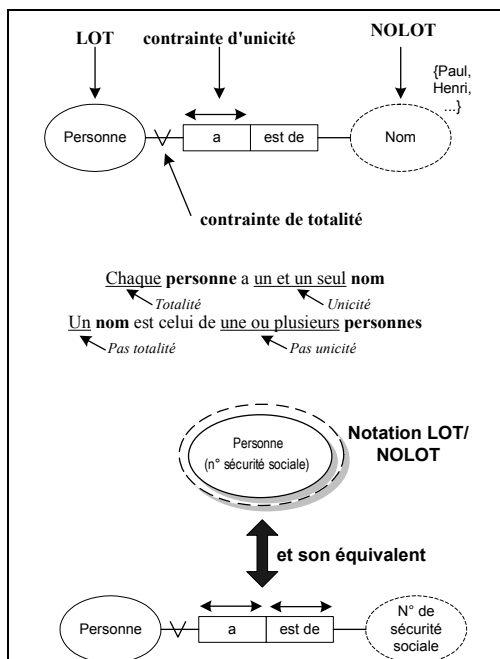 LOT
contrainte d'unicité
NOLOT
{Paul,
Henri,
...}
Personne
a
est de
Nom
contrainte de totalité
Chaque personne a un et un seul nom
Totalité
Unicité
Un nom est celui de une ou plusieurs personnes
Pas totalité
Pas unicité
Personne
(n° sécurité sociale)
Notation LOT/
NOLOT
et son équivalent
Personne
a
est de
N° de
sécurité
sociale